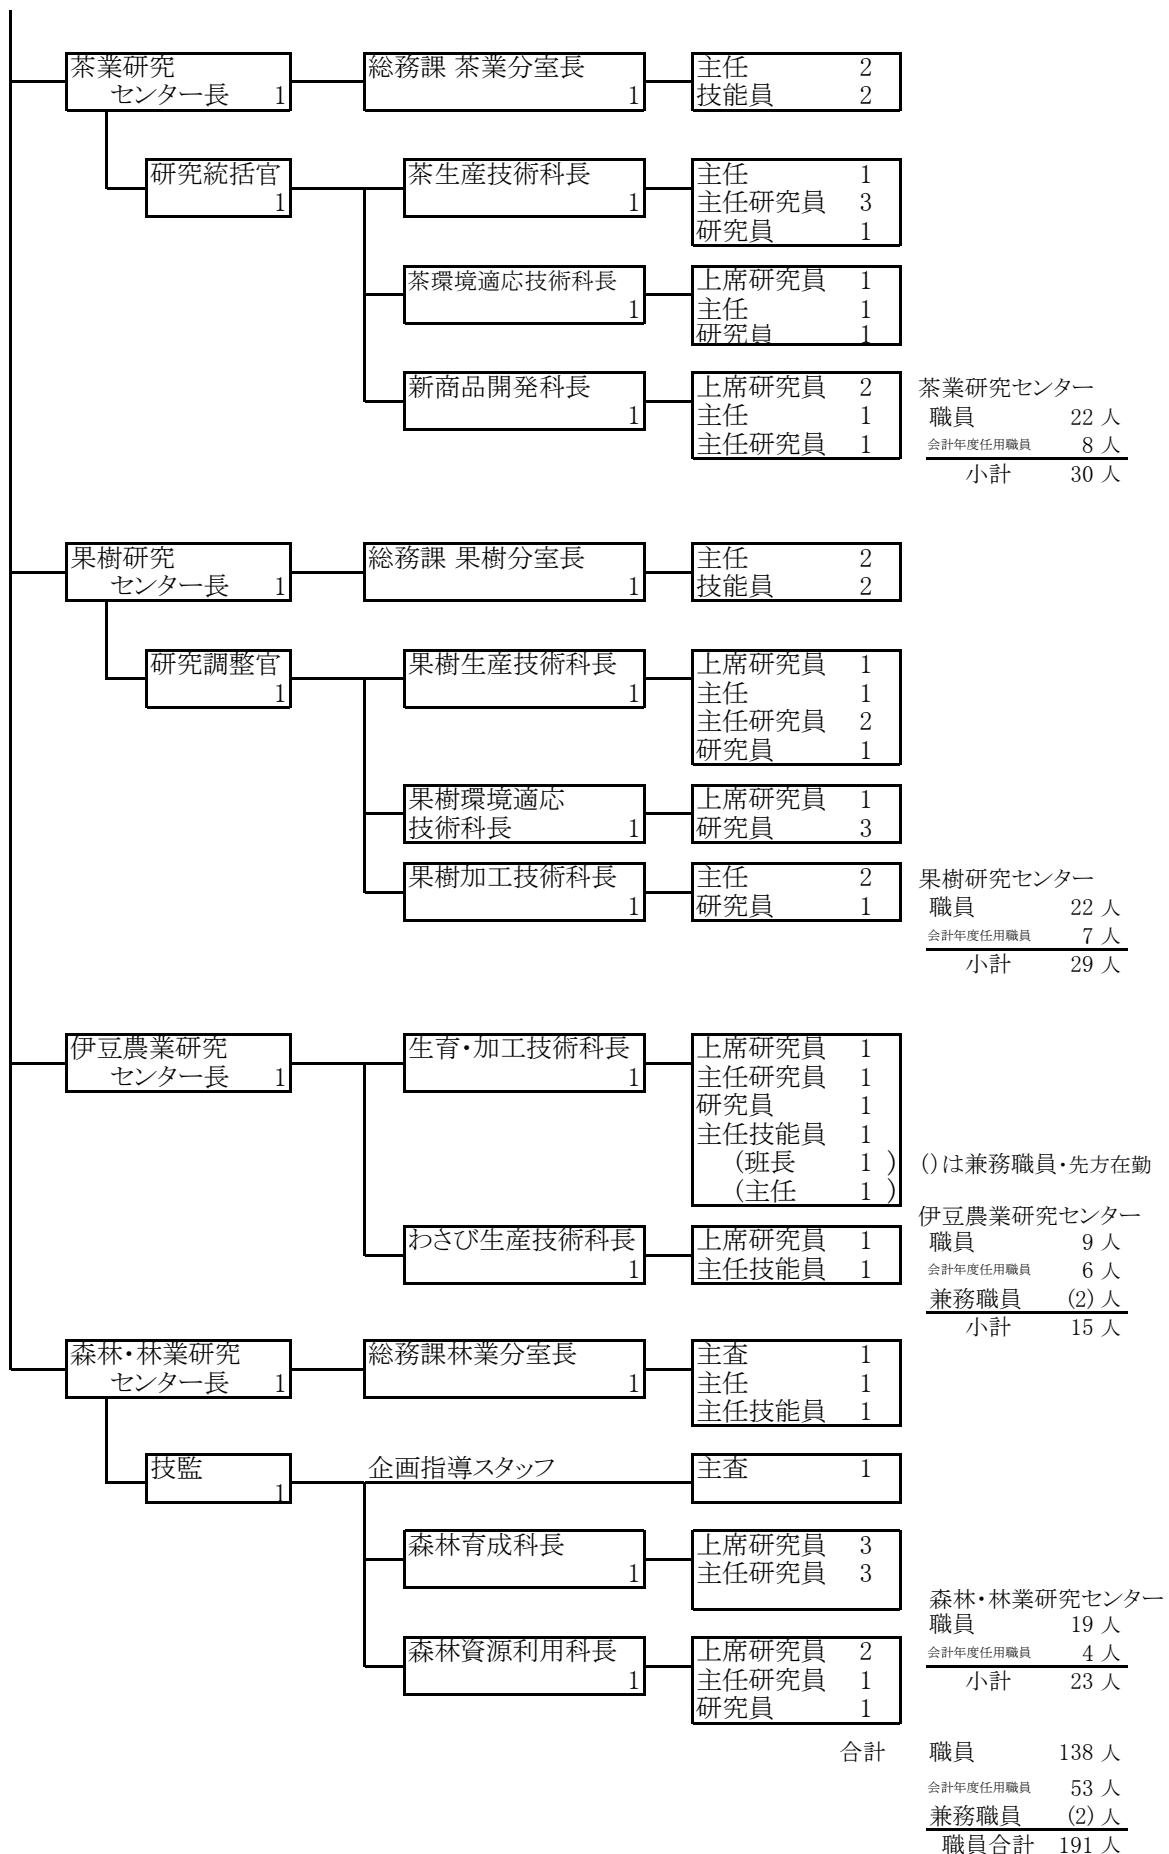 茶業研究
センター長 1
総務課 茶業分室長
1
主任 2
技能員 2
研究統括官
1
茶生産技術科長
1
主任 1
主任研究員 3
研究員 1
茶環境適応技術科長
1
上席研究員 1
主任 1
研究員 1
新商品開発科長
1
上席研究員 2
主任 1
主任研究員 1
茶業研究センター
職員 22 人
会計年度任用職員 8 人
小計 30 人
果樹研究
センター長 1
総務課 果樹分室長
1
主任 2
技能員 2
研究調整官
1
果樹生産技術科長
1
上席研究員 1
主任 1
主任研究員 2
研究員 1
果樹環境適応
技術科長 1
上席研究員 1
研究員 3
果樹加工技術科長
1
主任 2
研究員 1
果樹研究センター
職員 22 人
会計年度任用職員 7 人
小計 29 人
伊豆農業研究
センター長 1
生育・加工技術科長
1
上席研究員 1
主任研究員 1
研究員 1
主任技能員 1
(班長 1 )
(主任 1 )
()は兼務職員・先方在勤
わさび生産技術科長
1
上席研究員 1
主任技能員 1
伊豆農業研究センター
職員 9 人
会計年度任用職員 6 人
兼務職員 (2) 人
小計 15 人
森林・林業研究
センター長 1
総務課林業分室長
1
主査 1
主任 1
主任技能員 1
技監
1
企画指導スタッフ
主査 1
森林育成科長
1
上席研究員 3
主任研究員 3
森林資源利用科長
1
上席研究員 2
主任研究員 1
研究員 1
森林・林業研究センター
職員 19 人
会計年度任用職員 4 人
小計 23 人
合計 職員 138 人
会計年度任用職員 53 人
兼務職員 (2) 人
職員合計 191 人